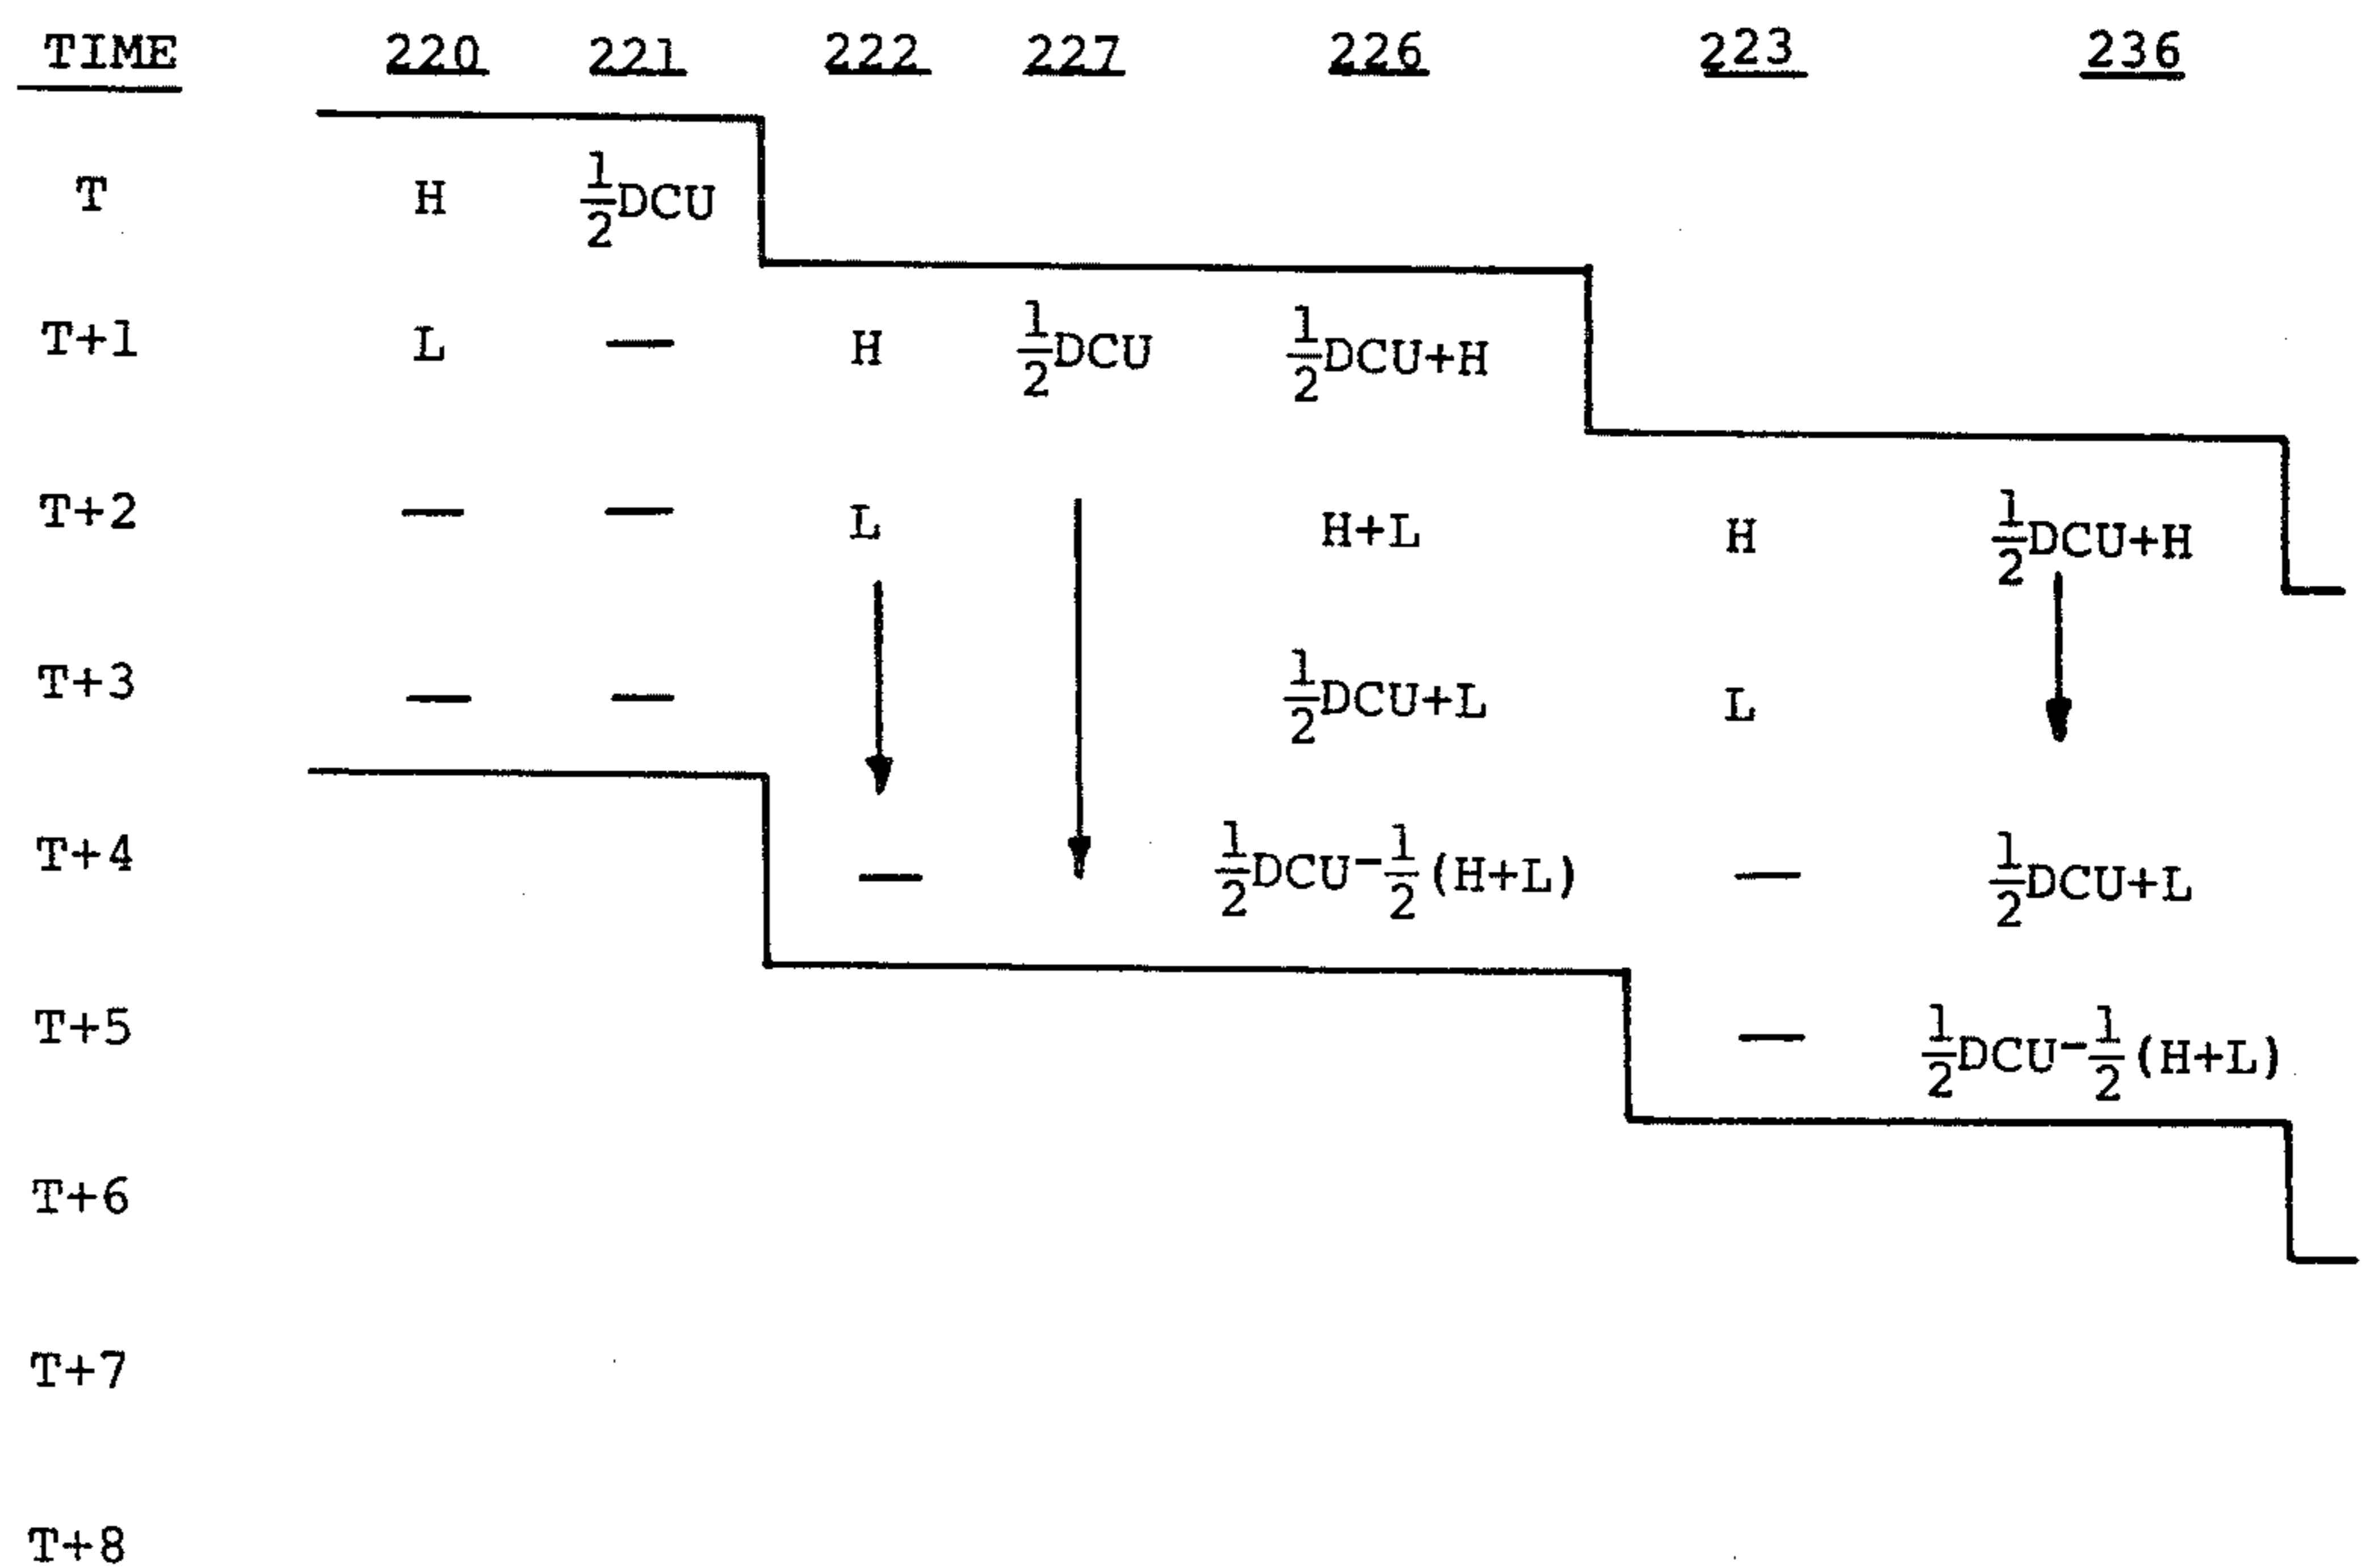 TIME 220 221 222 227 226 223 236
T H 1/2DCU
T+1 L — H 1/2DCU 1/2DCU+H
T+2 — — L H+L H 1/2DCU+H
T+3 — — 1/2DCU+L L
T+4 — 1/2DCU-1/2(H+L) — 1/2DCU+L
T+5 — 1/2DCU-1/2(H+L)
T+6
T+7
T+8